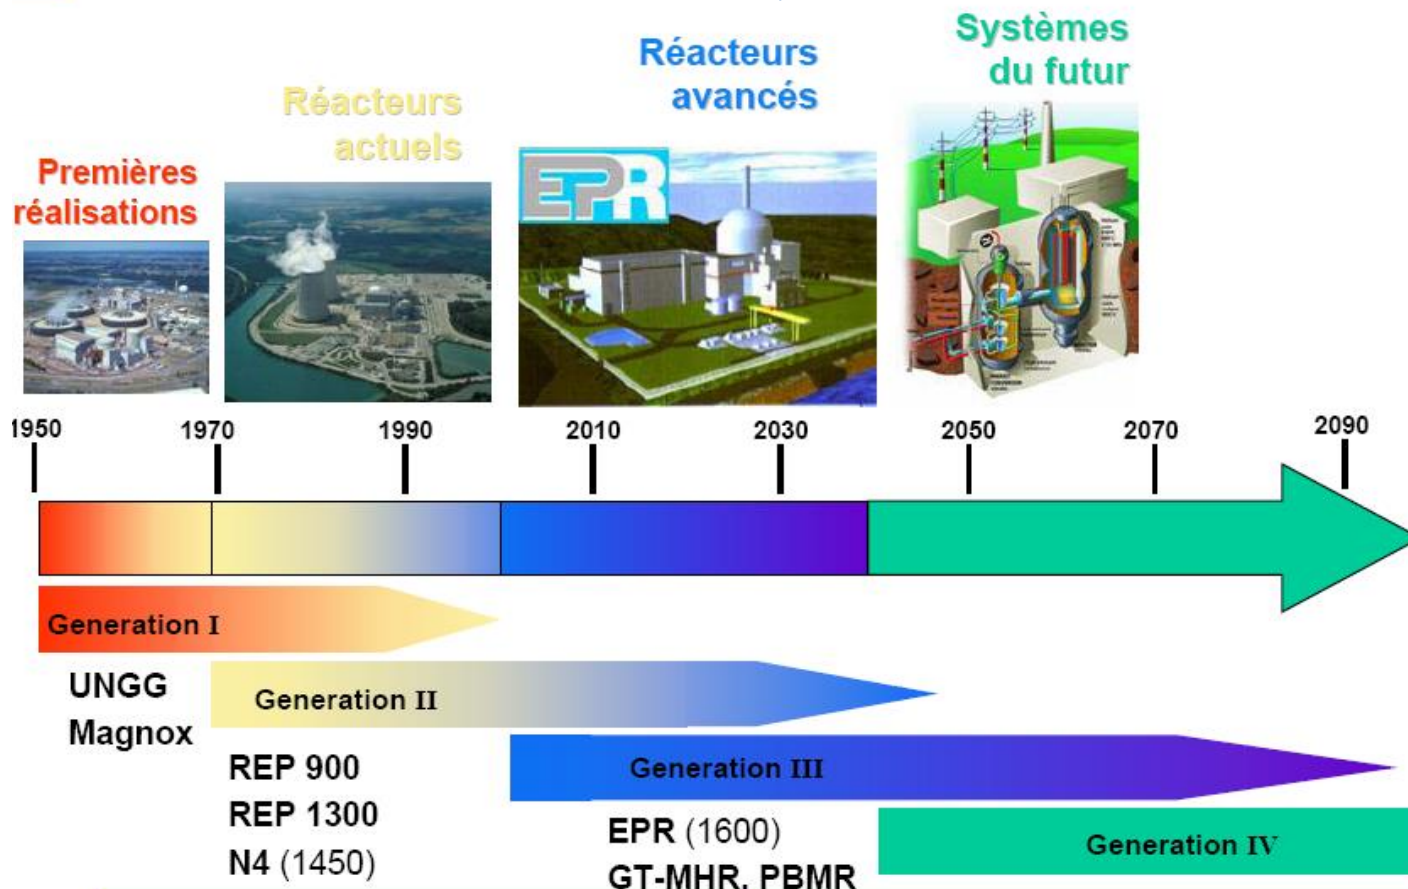 Systèmes
du futur
Réacteurs
avancés
Réacteurs
actuels
Premières
réalisations
EPR
1950 1970 1990 2010 2030 2050 2070 2090
Generation I
UNGG
Magnox
Generation II
REP 900
REP 1300
N4 (1450)
Generation III
EPR (1600)
GT-MHR, PBMR
Generation IV